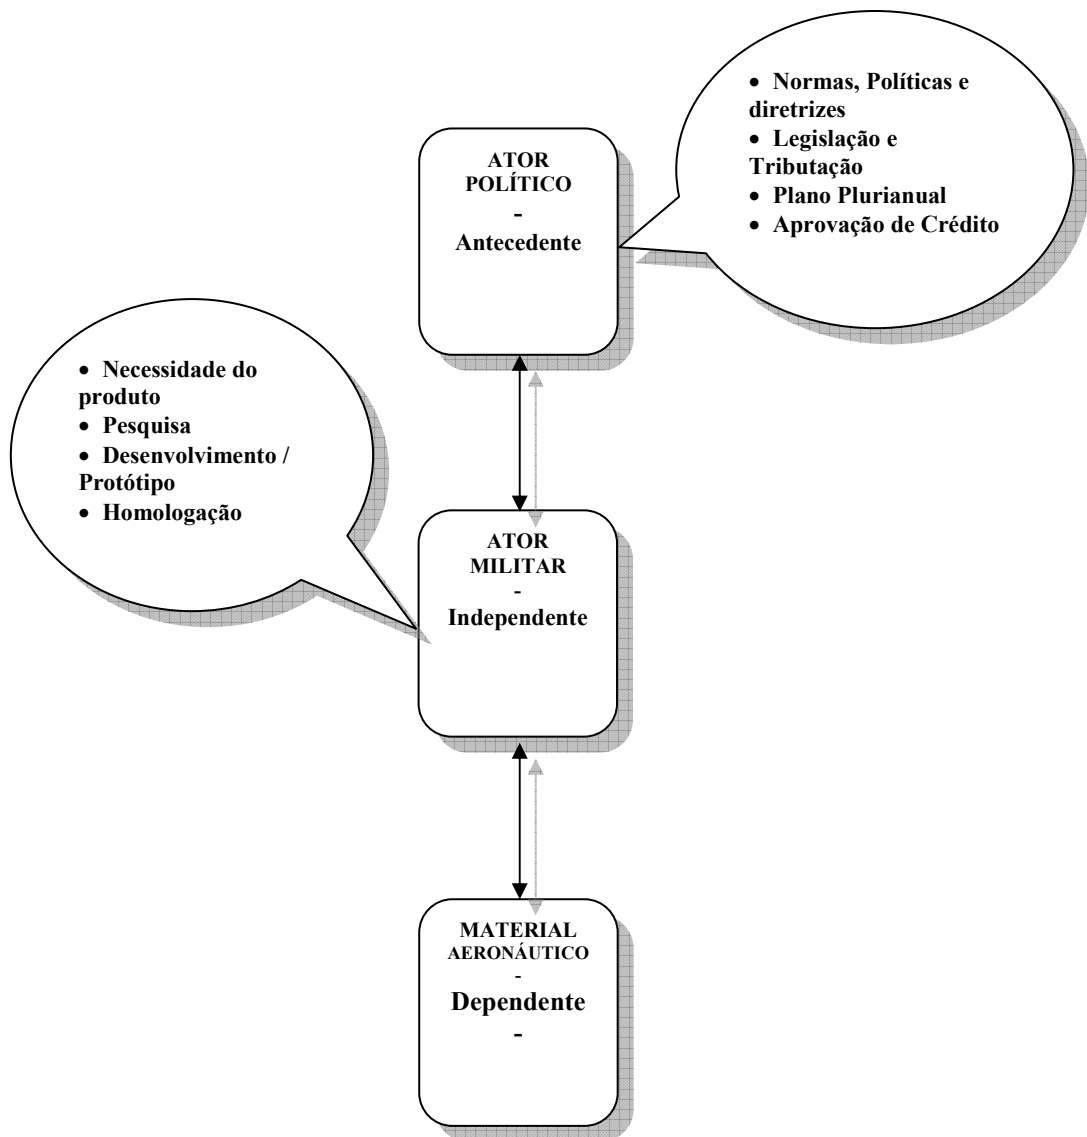 • Normas, Políticas e
diretrizes
• Legislação e
Tributação
• Plano Plurianual
• Aprovação de Crédito
ATOR
POLÍTICO
-
Antecedente
• Necessidade do
produto
• Pesquisa
• Desenvolvimento /
Protótipo
• Homologação
ATOR
MILITAR
-
Independente
MATERIAL
AERONÁUTICO
-
Dependente
-